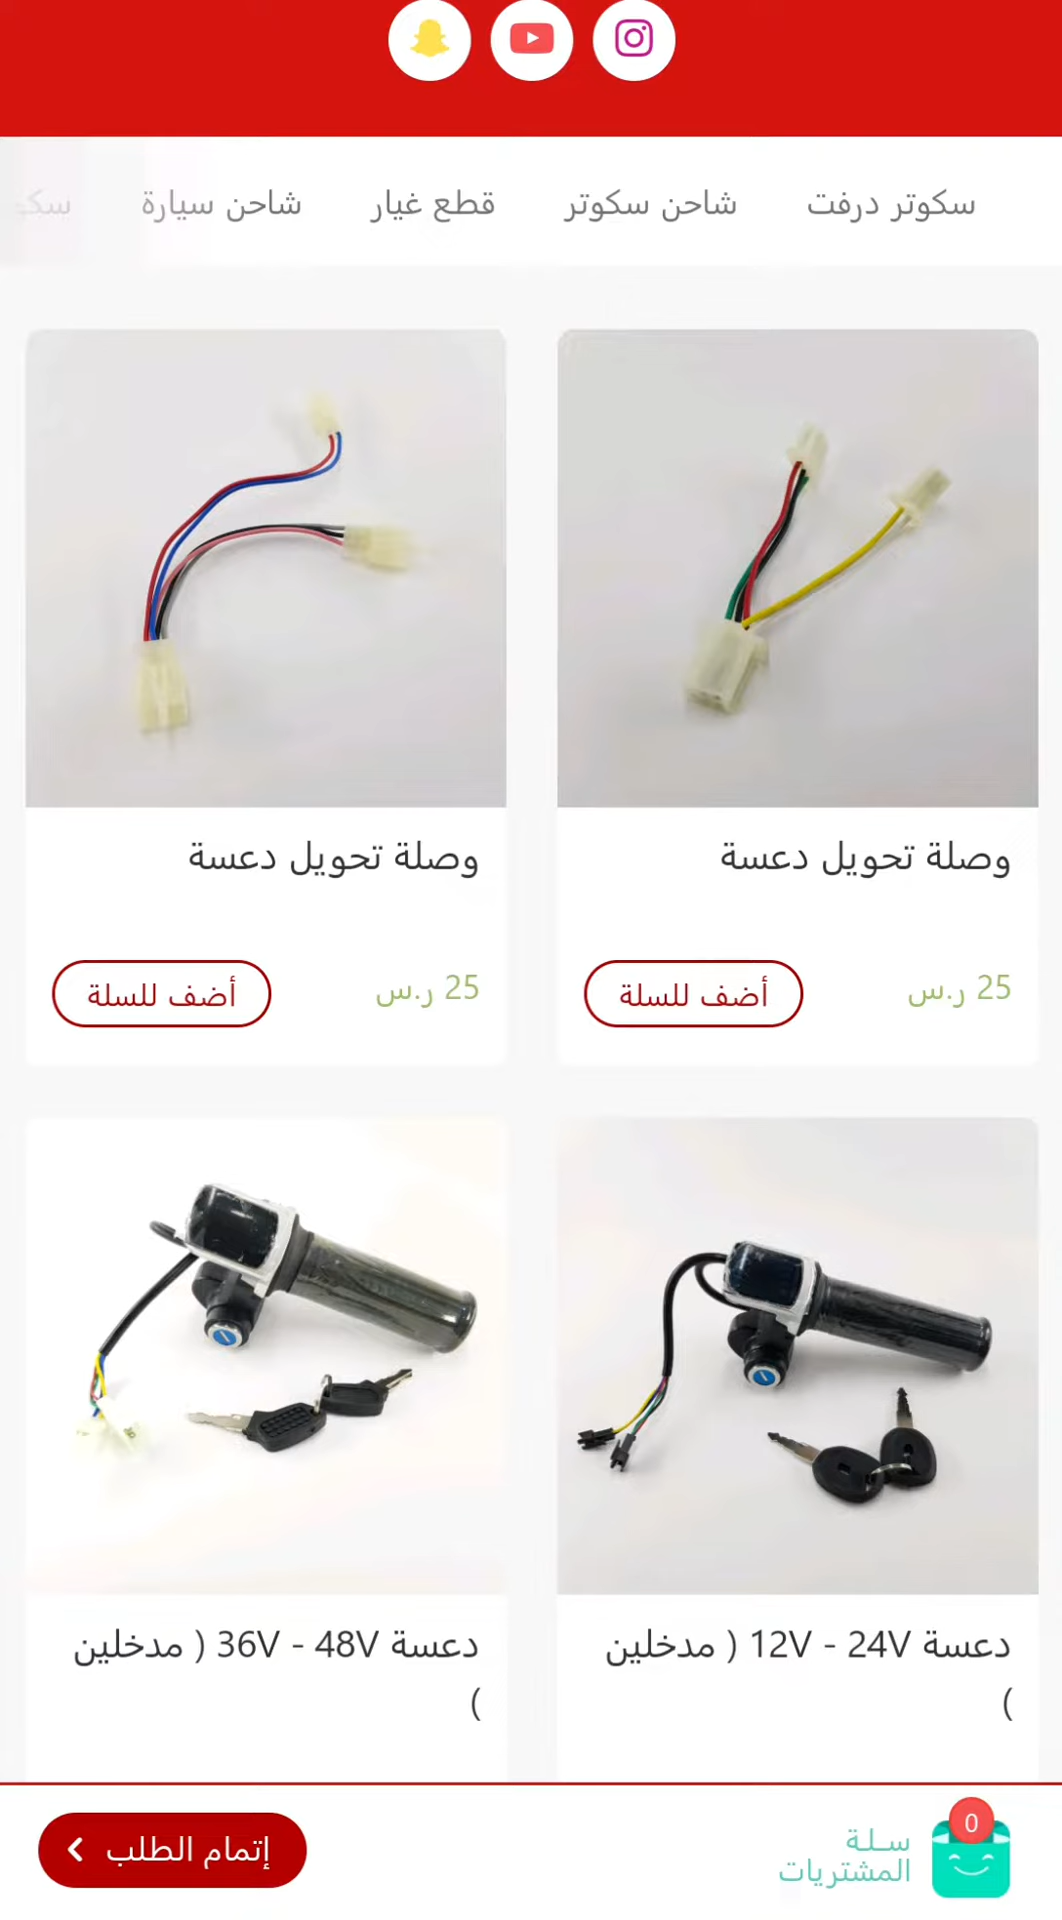 سكوتر درفت
شاحن سكوتر
قطع غيار
شاحن سيارة
وصلة تحويل دعسة
25 ر.س
أضف للسلة
وصلة تحويل دعسة
25 ر.س
أضف للسلة
دعسة 12V - 24V ( مدخلين
)
دعسة 36V - 48V ( مدخلين
)
0
سلة
المشتريات
إتمام الطلب